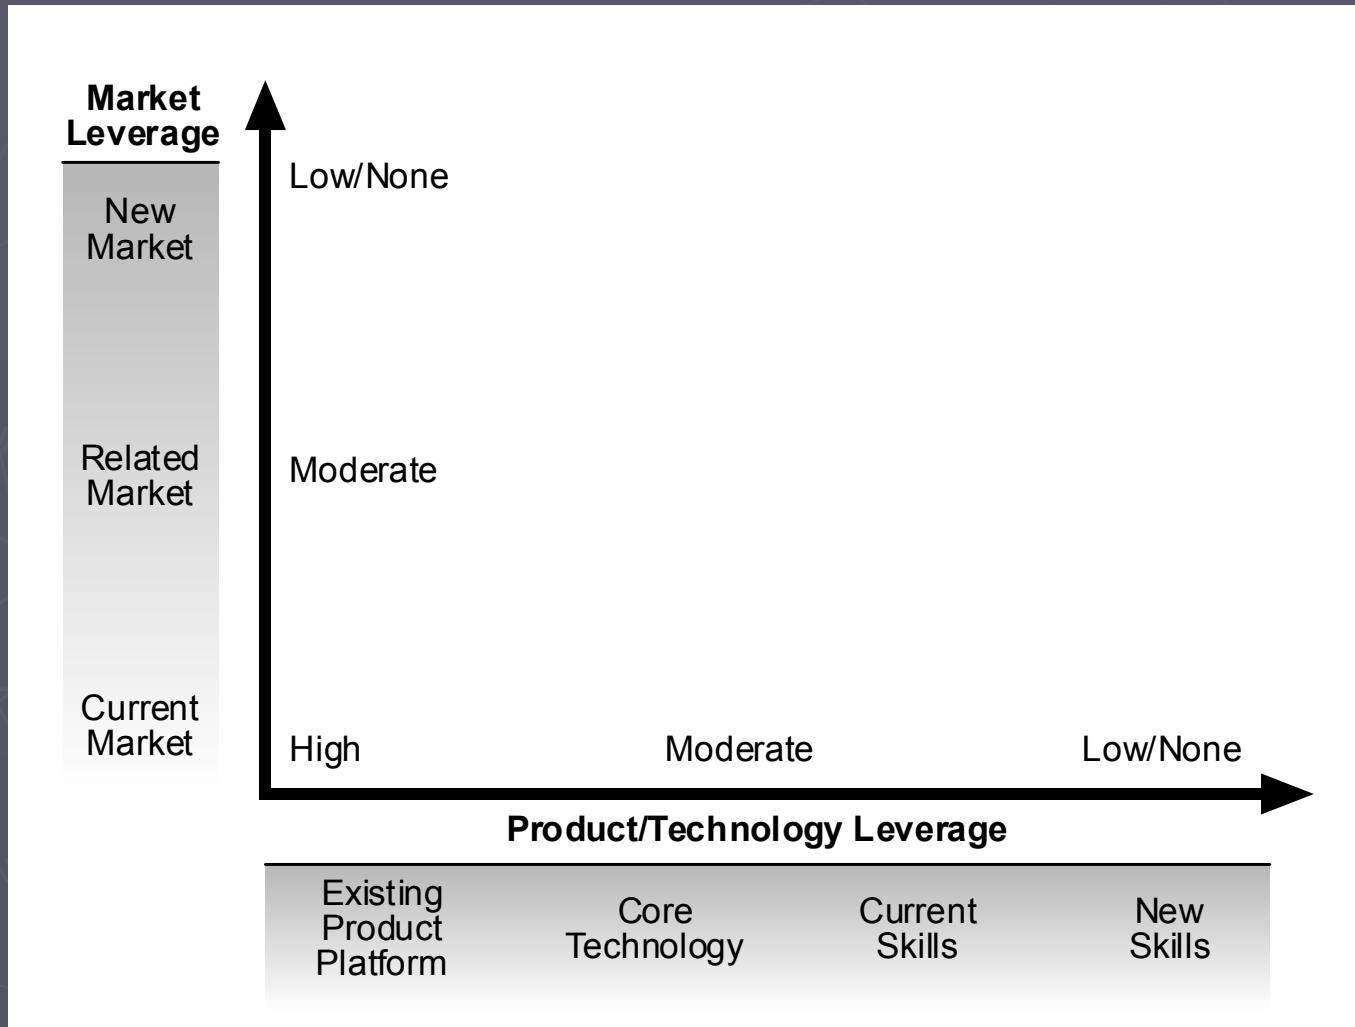 Market
Leverage
Low/None
New
Market
Related
Market
Moderate
Current
Market
High Moderate Low/None
Product/Technology Leverage
Existing
Product
Platform
Core
Technology
Current
Skills
New
Skills